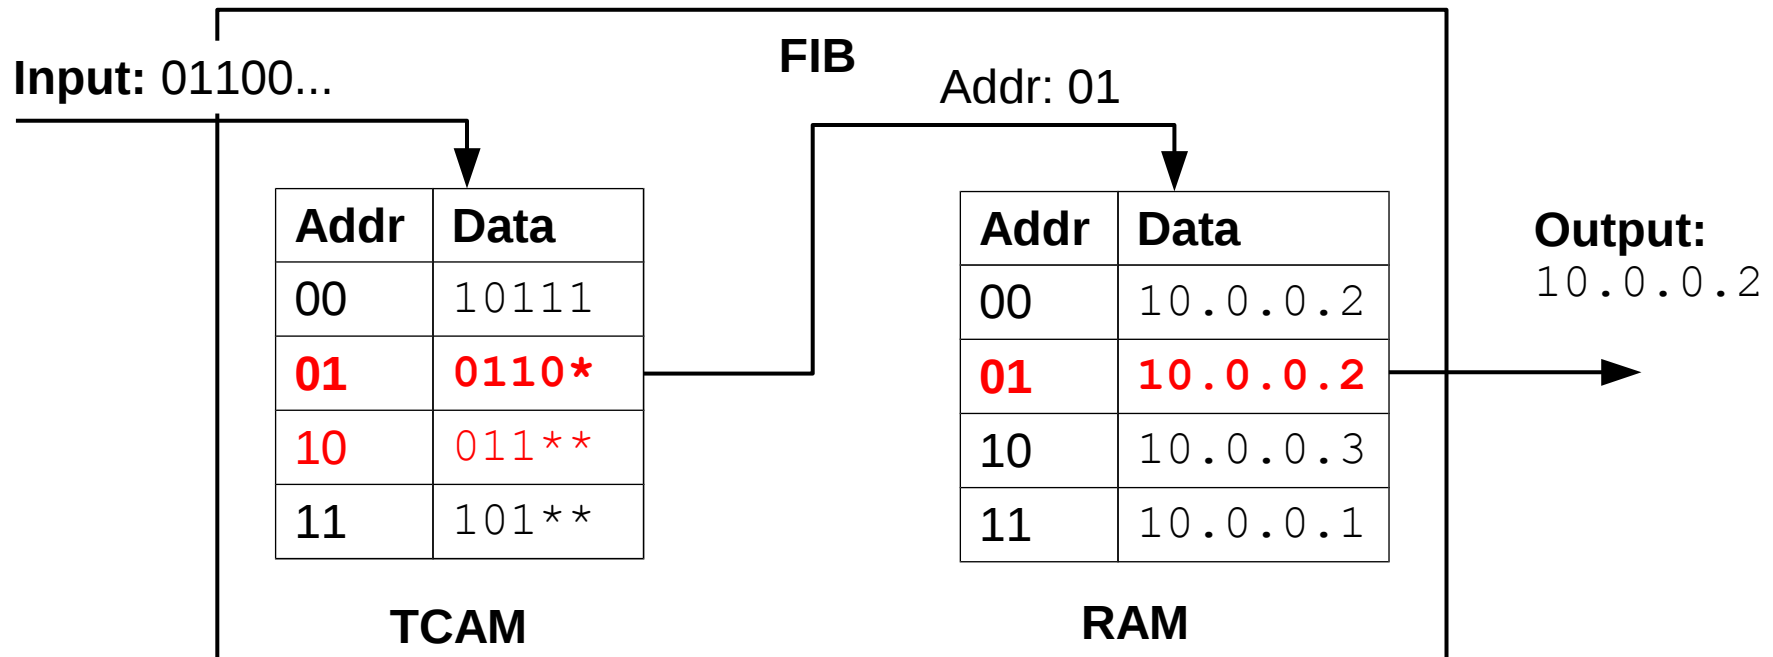 FIB
Input: 01100...
Addr: 01
Addr Data
00 10111
01 0110*
10 011**
11 101**
TCAM
Addr Data
00 10.0.0.2
01 10.0.0.2
10 10.0.0.3
11 10.0.0.1
RAM
Output:
10.0.0.2